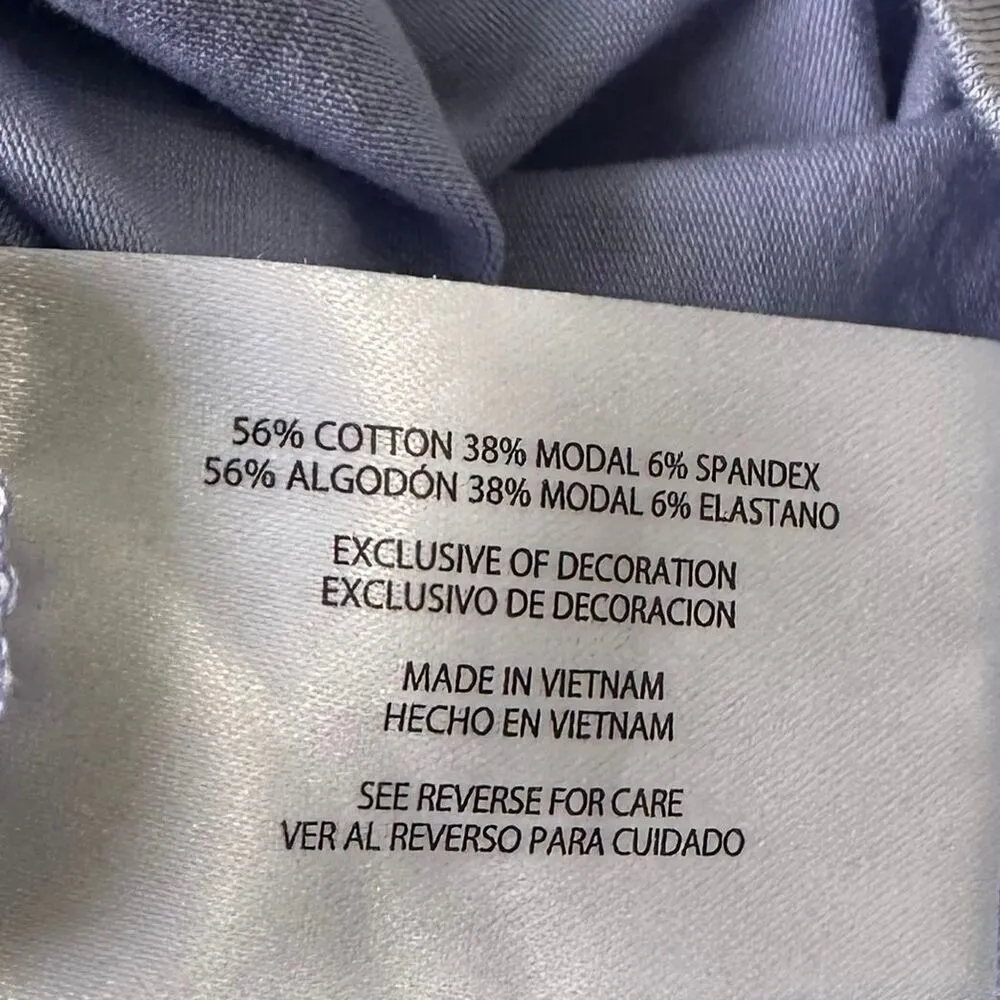 56% COTTON 38% MODAL 6% SPANDEX
56% ALGODÓN 38% MODAL 6% ELASTANO
EXCLUSIVE OF DECORATION
EXCLUSIVO DE DECORACION
MADE IN VIETNAM
HECHO EN VIETNAM
SEE REVERSE FOR CARE
VER AL REVERSO PARA CUIDADO